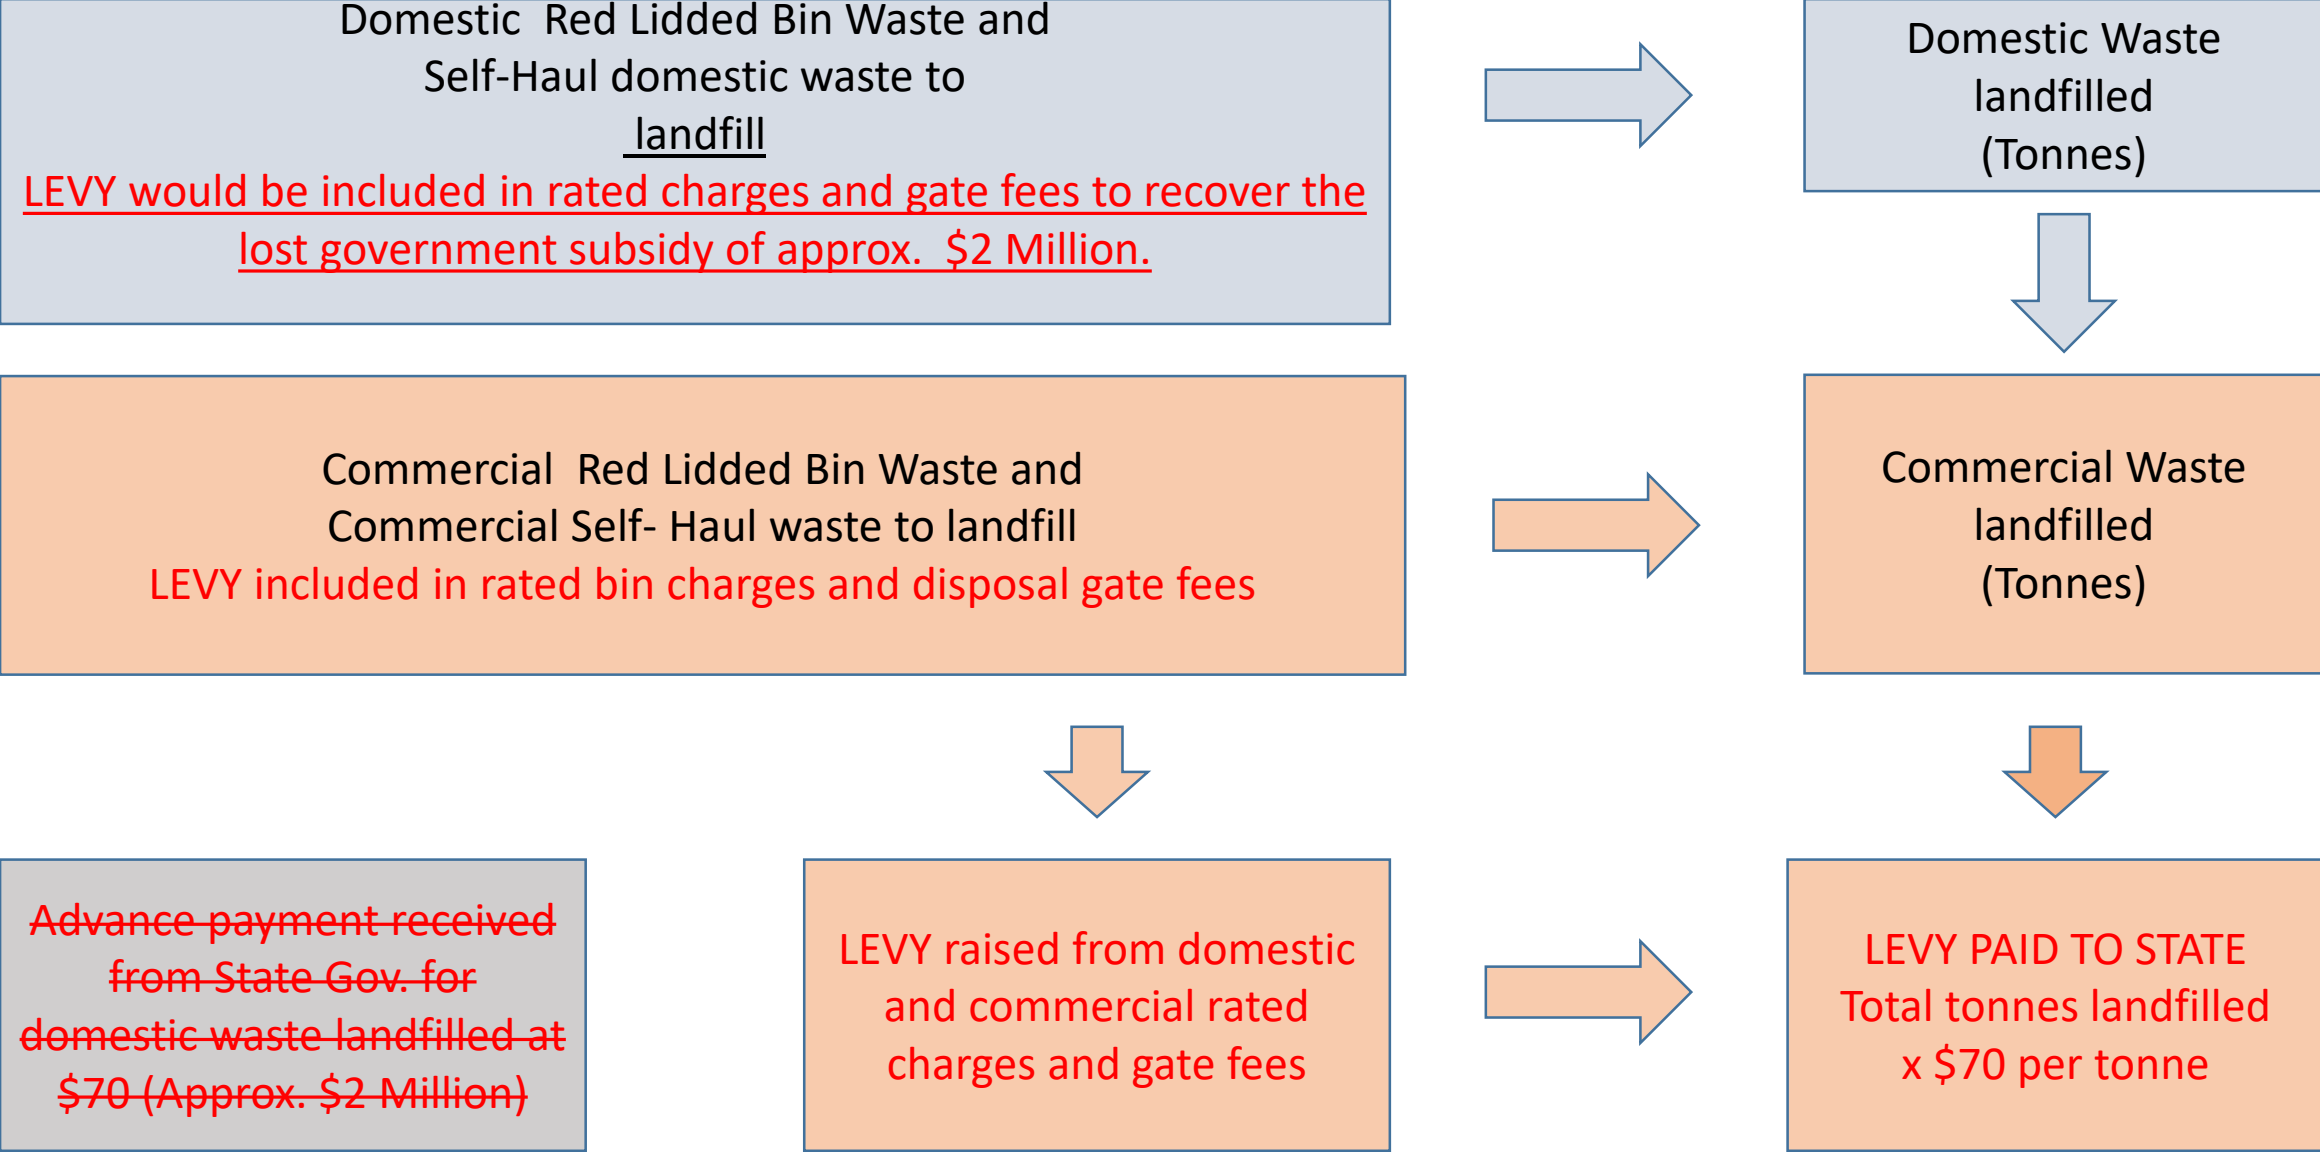 Domestic  Red Lidded Bin Waste and
Self-Haul domestic waste to
landfill
LEVY would be included in rated charges and gate fees to recover the
lost government subsidy of approx.  $2 Million.
Domestic Waste
landfilled
(Tonnes)
Commercial  Red Lidded Bin Waste and
Commercial Self- Haul waste to landfill
LEVY included in rated bin charges and disposal gate fees
Commercial Waste
landfilled
(Tonnes)
Advance payment received
from State Gov. for
domestic waste landfilled at
$70 (Approx. $2 Million)
LEVY raised from domestic
and commercial rated
charges and gate fees
LEVY PAID TO STATE
Total tonnes landfilled
x $70 per tonne